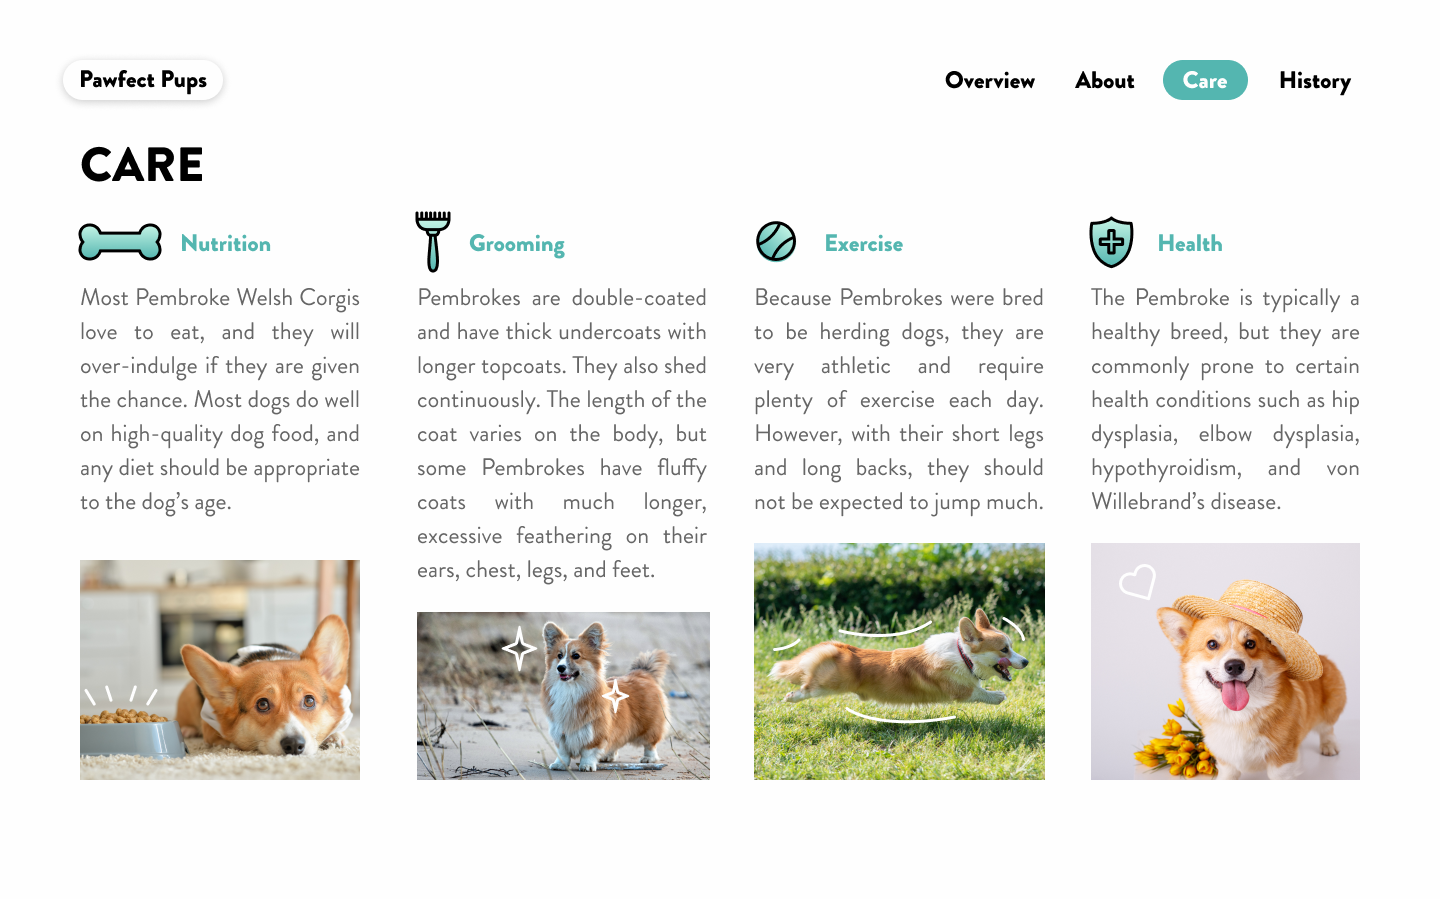 Pawfect Pups
Overview
About
Care
History
CARE
Nutrition
Most Pembroke Welsh Corgis
love to eat, and they will
over-indulge if they are given
the chance. Most dogs do well
on high-quality dog food, and
any diet should be appropriate
to the dog’s age.
Grooming
Pembrokes are double-coated
and have thick undercoats with
longer topcoats. They also shed
continuously. The length of the
coat varies on the body, but
some Pembrokes have fluffy
coats with much longer,
excessive feathering on their
ears, chest, legs, and feet.
Exercise
Because Pembrokes were bred
to be herding dogs, they are
very athletic and require
plenty of exercise each day.
However, with their short legs
and long backs, they should
not be expected to jump much.
Health
The Pembroke is typically a
healthy breed, but they are
commonly prone to certain
health conditions such as hip
dysplasia, elbow dysplasia,
hypothyroidism, and von
Willebrand’s disease.